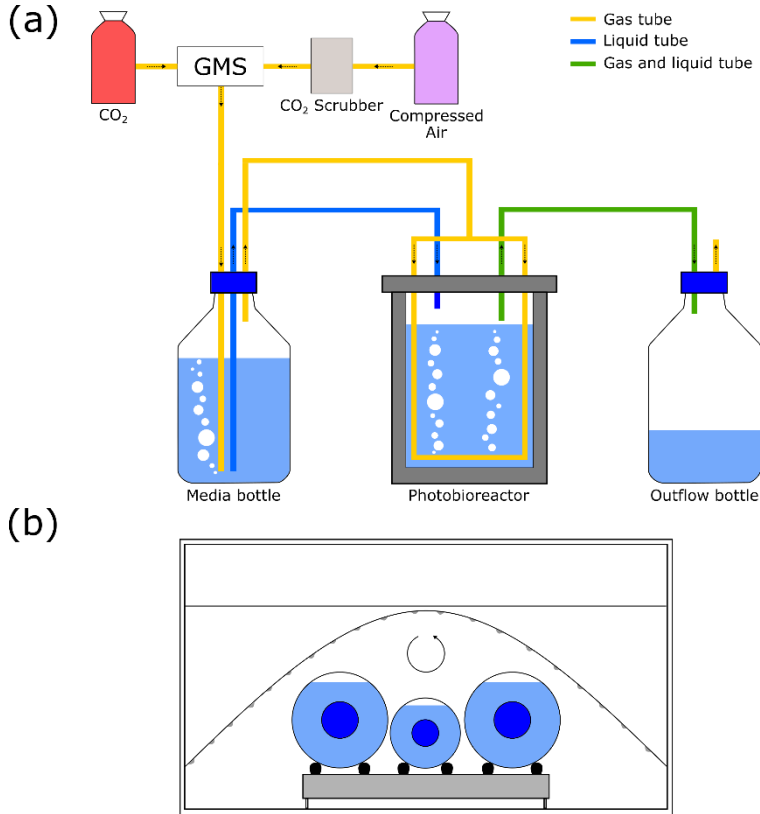 (a)
Gas tube
Liquid tube
Gas and liquid tube
GMS
CO₂
CO₂ Scrubber
Compressed
Air
Media bottle
Photobioreactor
Outflow bottle
(b)